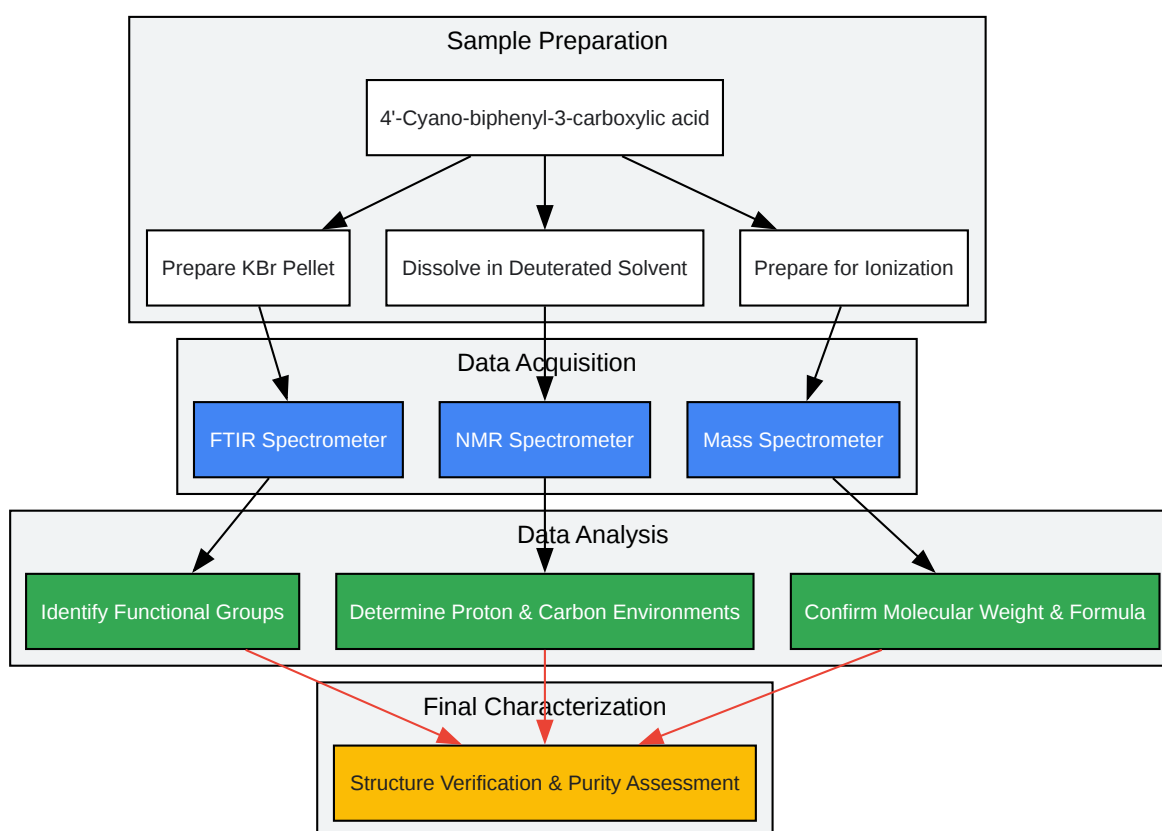 Sample Preparation
4'-Cyano-biphenyl-3-carboxylic acid
Prepare KBr Pellet
Dissolve in Deuterated Solvent
Prepare for Ionization
Data Acquisition
FTIR Spectrometer
NMR Spectrometer
Mass Spectrometer
Data Analysis
Identify Functional Groups
Determine Proton & Carbon Environments
Confirm Molecular Weight & Formula
Final Characterization
Structure Verification & Purity Assessment